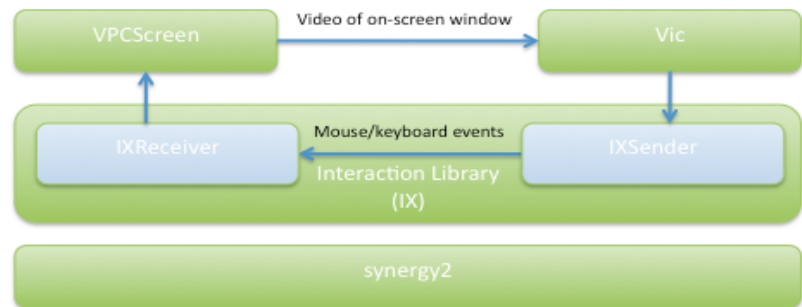 Video of on-screen window
VPCScreen
Vic
Mouse/keyboard events
IXReceiver
IXSender
Interaction Library
(IX)
synergy2